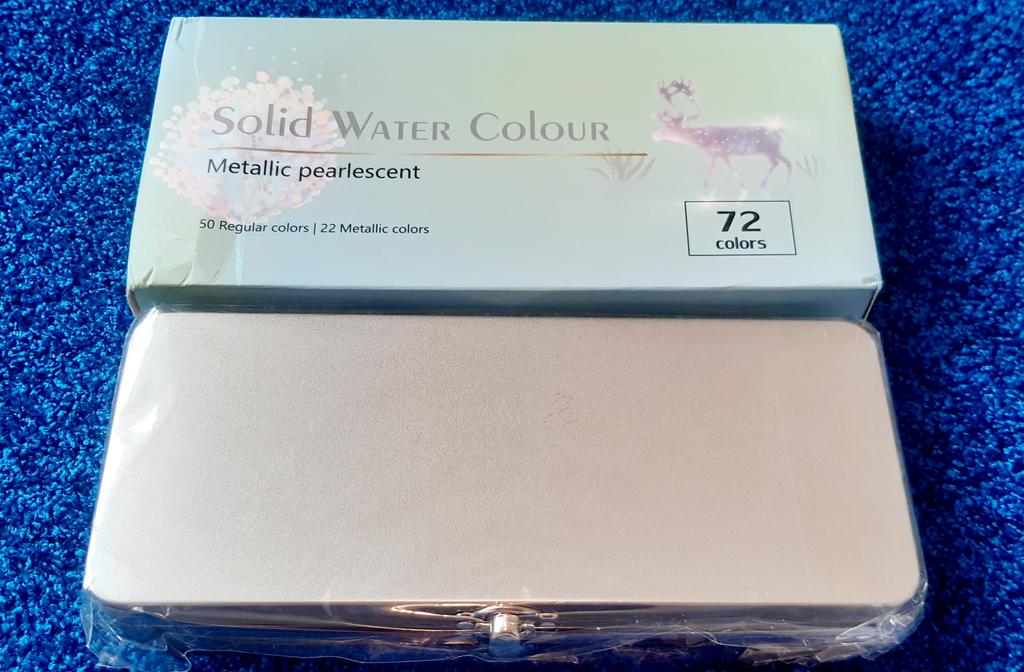 Solid WATER COLOUR
Metallic pearlescent
50 Regular colors | 22 Metallic colors
72
colors